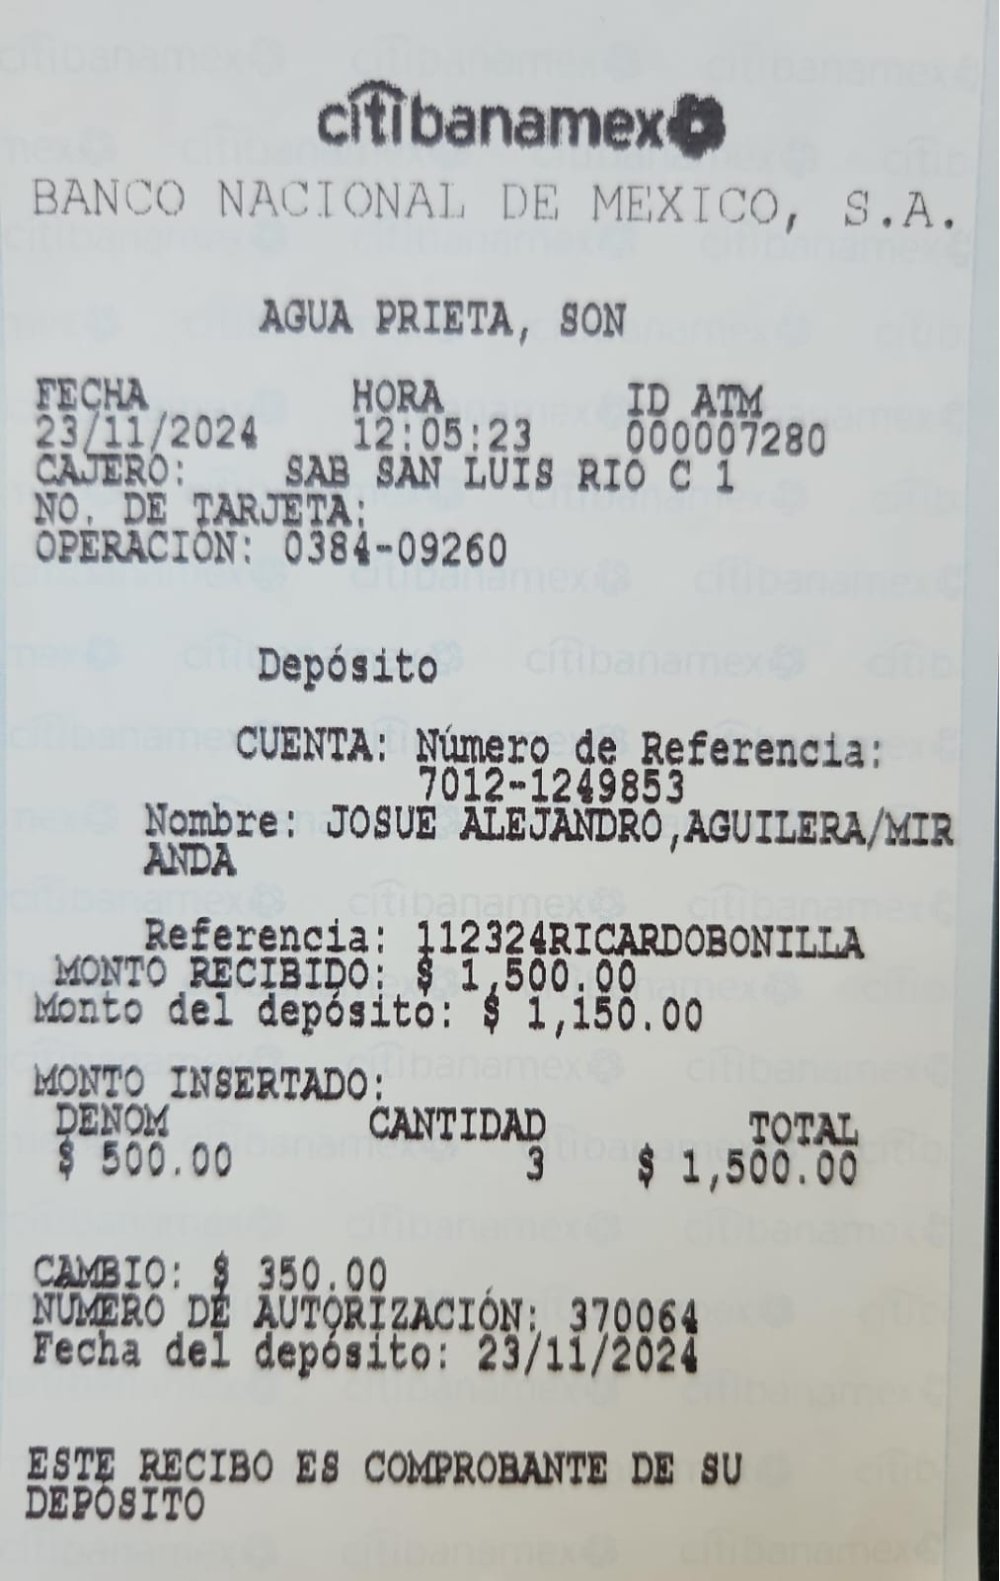 citibanamex
BANCO NACIONAL DE MEXICO, S.A.
AGUA PRIETA, SON
FECHA HORA ID ATM
23/11/2024 12:05:23 000007280
CAJERO: SAB SAN LUIS RIO C 1
NO. DE TARJETA:
OPERACIÓN: 0384-09260
Depósito
CUENTA: Número de Referencia:
7012-1249853
Nombre: JOSUE ALEJANDRO,AGUILERA/MIR
ANDA
Referencia: 112324RICARDOBONILLA
MONTO RECIBIDO: $ 1,500.00
Monto del depósito: $ 1,150.00
MONTO INSERTADO:
DENOM CANTIDAD TOTAL
$ 500.00 3 $ 1,500.00
CAMBIO: $ 350.00
NUMERO DE AUTORIZACIÓN: 370064
Fecha del depósito: 23/11/2024
ESTE RECIBO ES COMPROBANTE DE SU
DEPÓSITO